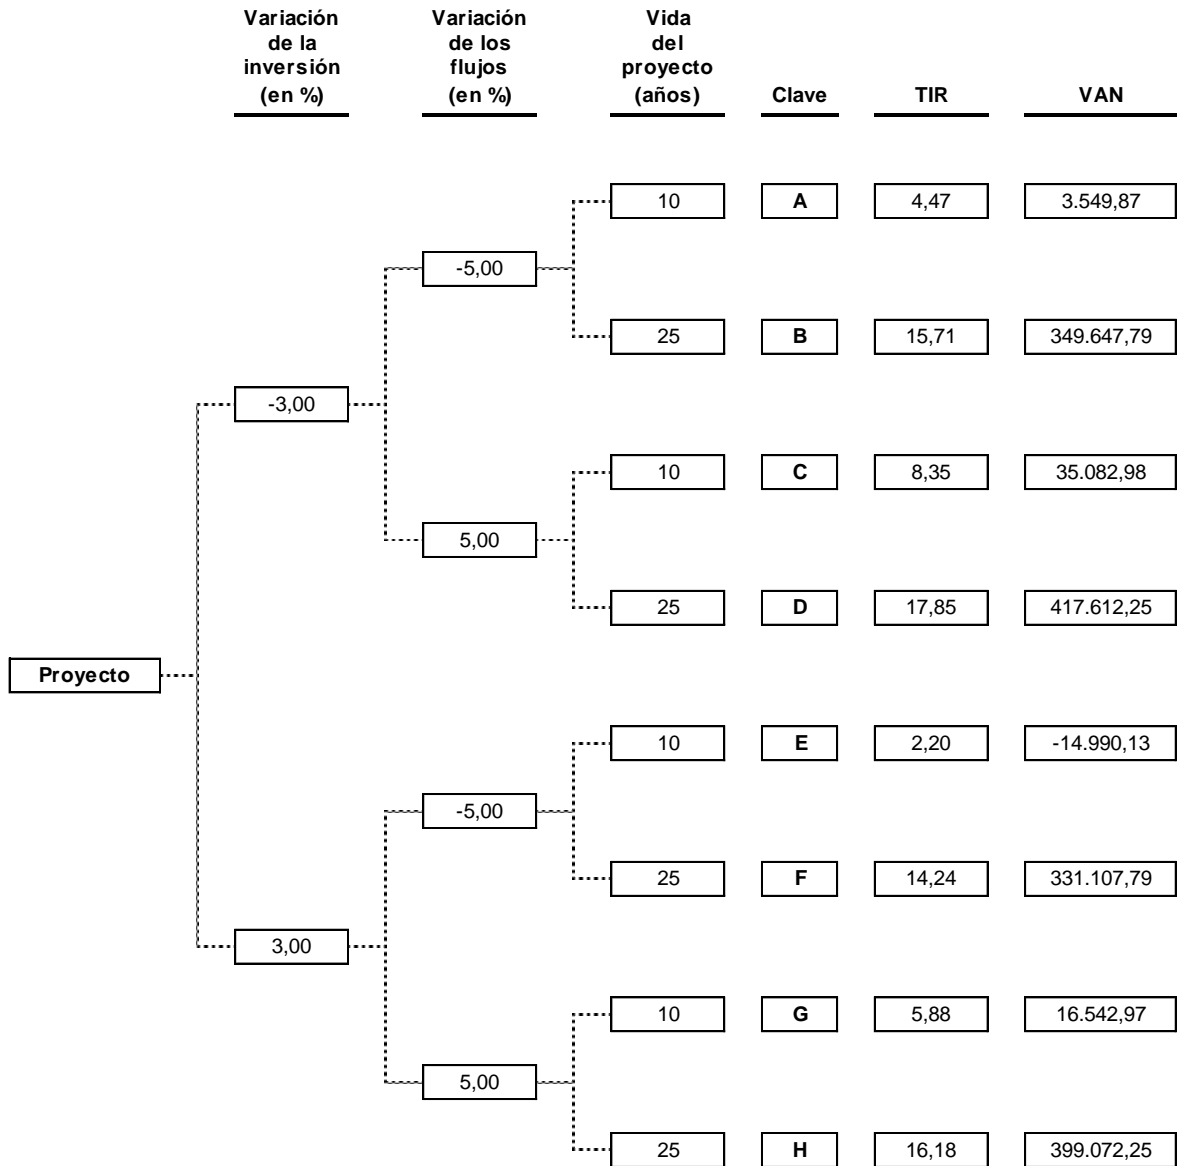 Variación de la inversión (en %)
Variación de los flujos (en %)
Vida del proyecto (años)
Clave
TIR
VAN
10 A 4,47 3.549,87
-5,00
25 B 15,71 349.647,79
-3,00
10 C 8,35 35.082,98
5,00
25 D 17,85 417.612,25
Proyecto
10 E 2,20 -14.990,13
-5,00
25 F 14,24 331.107,79
3,00
10 G 5,88 16.542,97
5,00
25 H 16,18 399.072,25